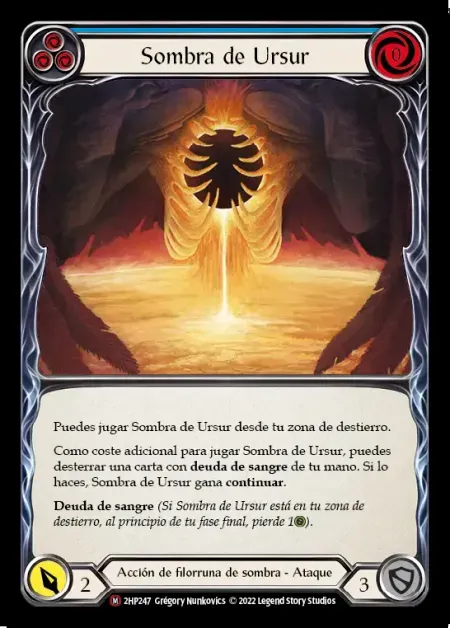 Sombra de Ursur
0
Puedes jugar Sombra de Ursur desde tu zona de destierro.
Como coste adicional para jugar Sombra de Ursur, puedes
desterrar una carta con deuda de sangre de tu mano. Si lo
haces, Sombra de Ursur gana continuar.
Deuda de sangre (Si Sombra de Ursur está en tu zona de
destierro, al principio de tu fase final, pierde 1).
2
Acción de filorruna de sombra - Ataque
3
M 2HP247 Grégory Nunkovics © 2022 Legend Story Studios